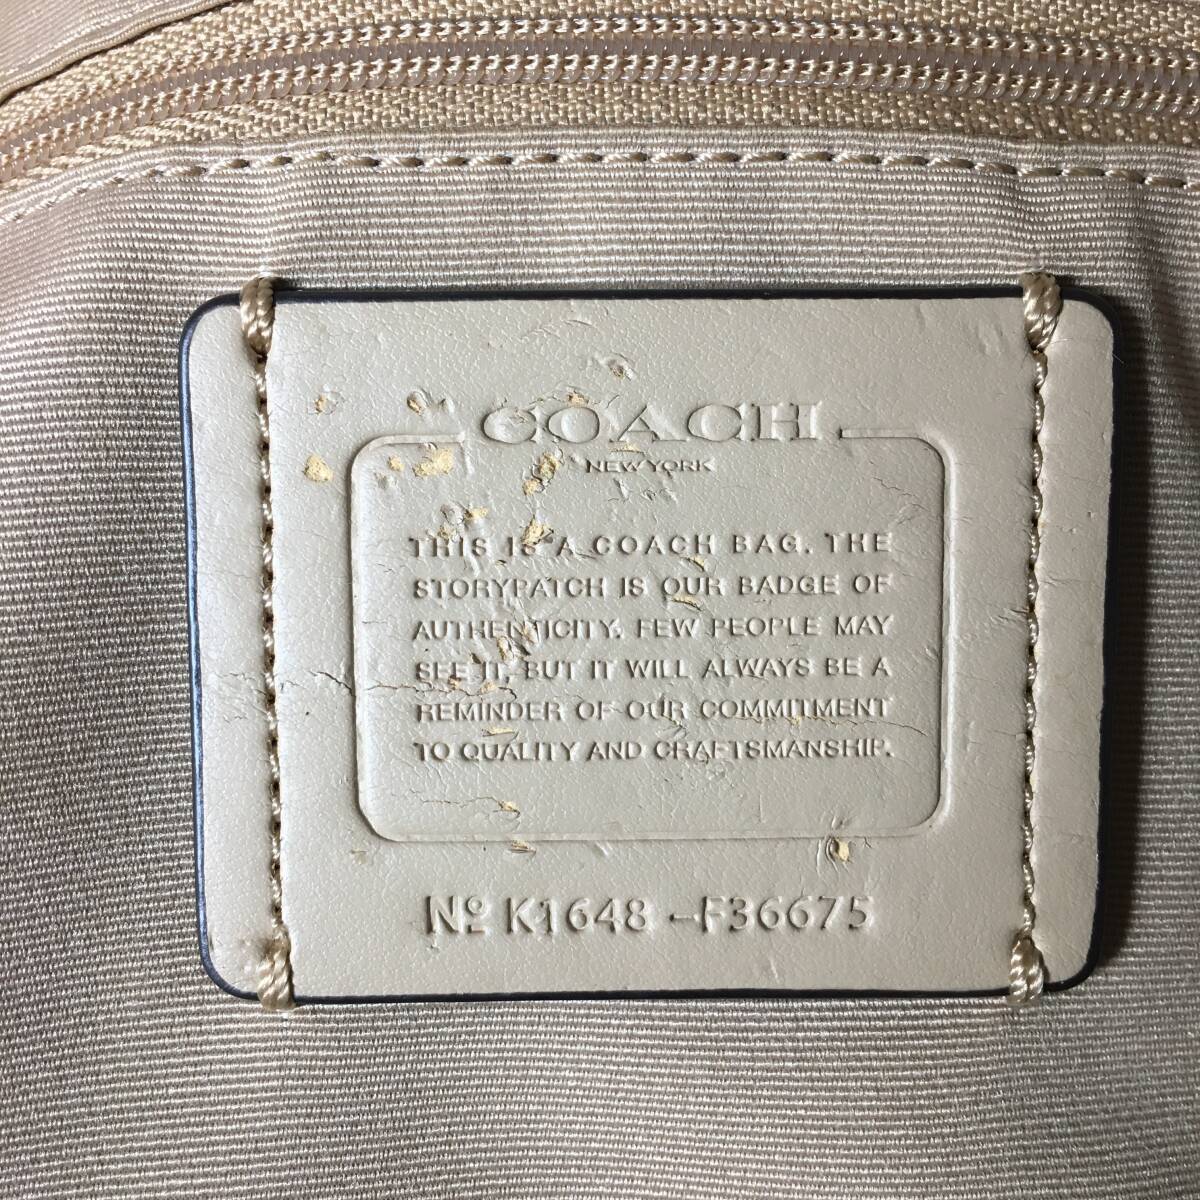 COACH
NEW YORK
THIS IS A COACH BAG. THE
STORYPATCH IS OUR BADGE OF
AUTHENTICITY. FEW PEOPLE MAY
SEE IT, BUT IT WILL ALWAYS BE A
REMINDER OF OUR COMMITMENT
TO QUALITY AND CRAFTSMANSHIP.
Nº K1648 -F36675